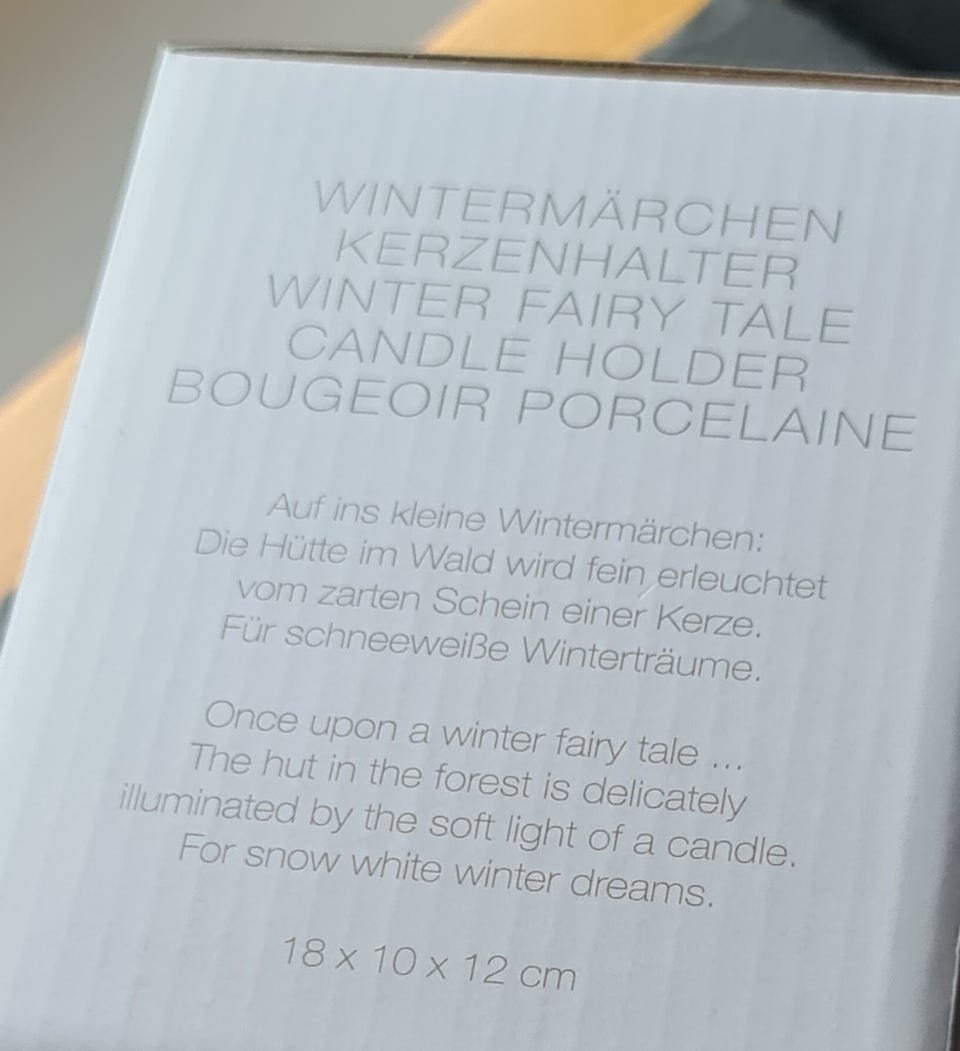 WINTERMÄRCHEN
KERZENHALTER
WINTER FAIRY TALE
CANDLE HOLDER
BOUGEOIR PORCELAINE
Auf ins kleine Wintermärchen:
Die Hütte im Wald wird fein erleuchtet
vom zarten Schein einer Kerze.
Für schneeweiße Winterträume.
Once upon a winter fairy tale ...
The hut in the forest is delicately
illuminated by the soft light of a candle.
For snow white winter dreams.
18 x 10 x 12 cm